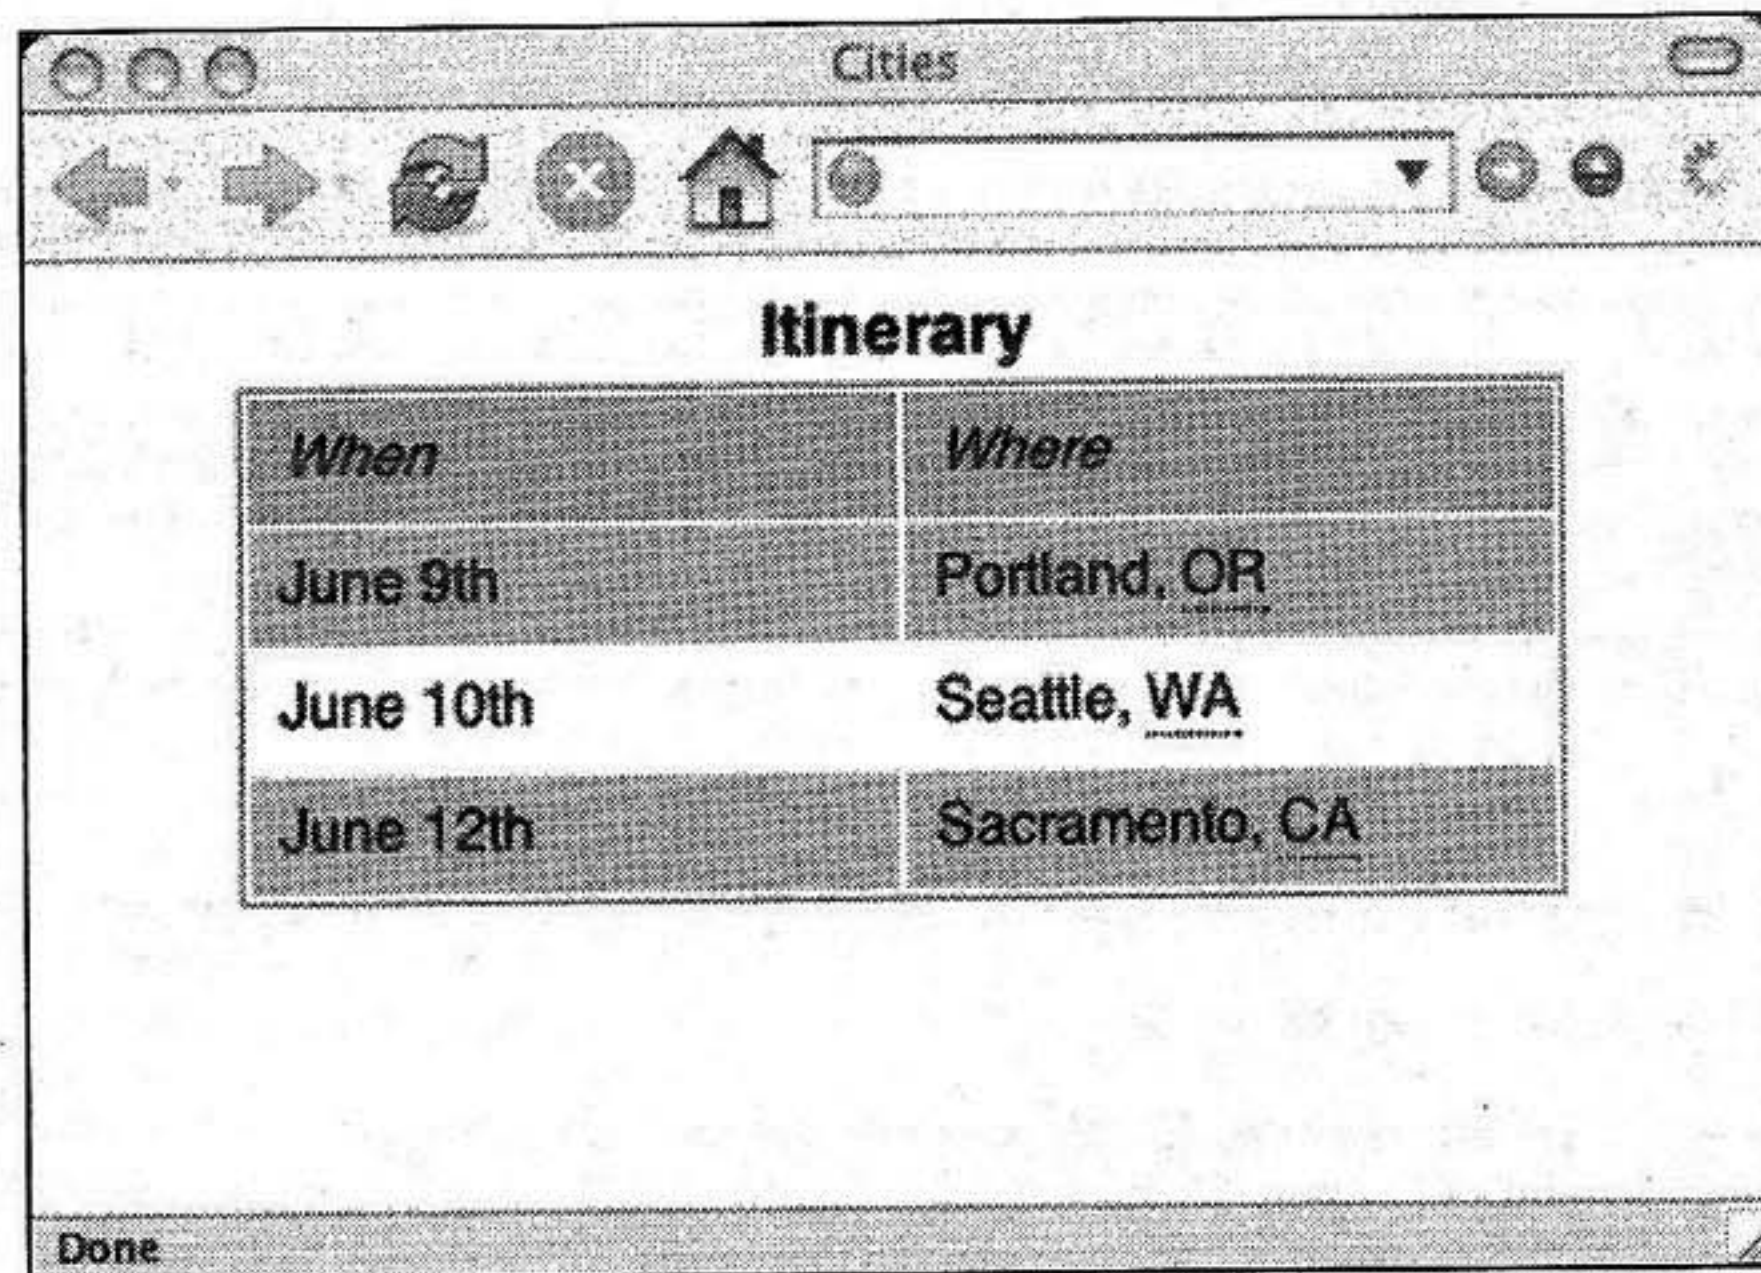 Cities
Itinerary
When Where
June 9th Portland, OR
June 10th Seattle, WA
June 12th Sacramento, CA
Done